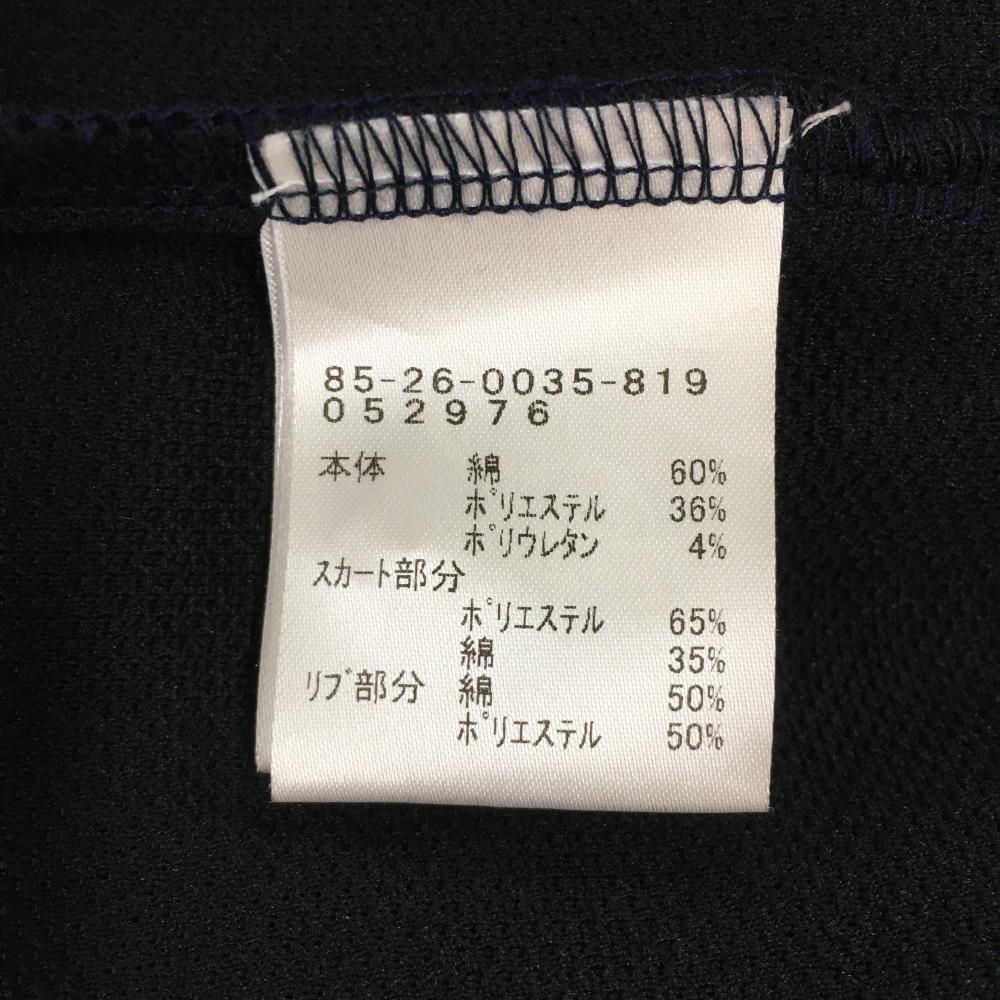 85-26-0035-819
052976
本体 綿 60%
ポリエステル 36%
ポリウレタン 4%
スカート部分
ポリエステル 65%
綿 35%
リブ部分 綿 50%
ポリエステル 50%